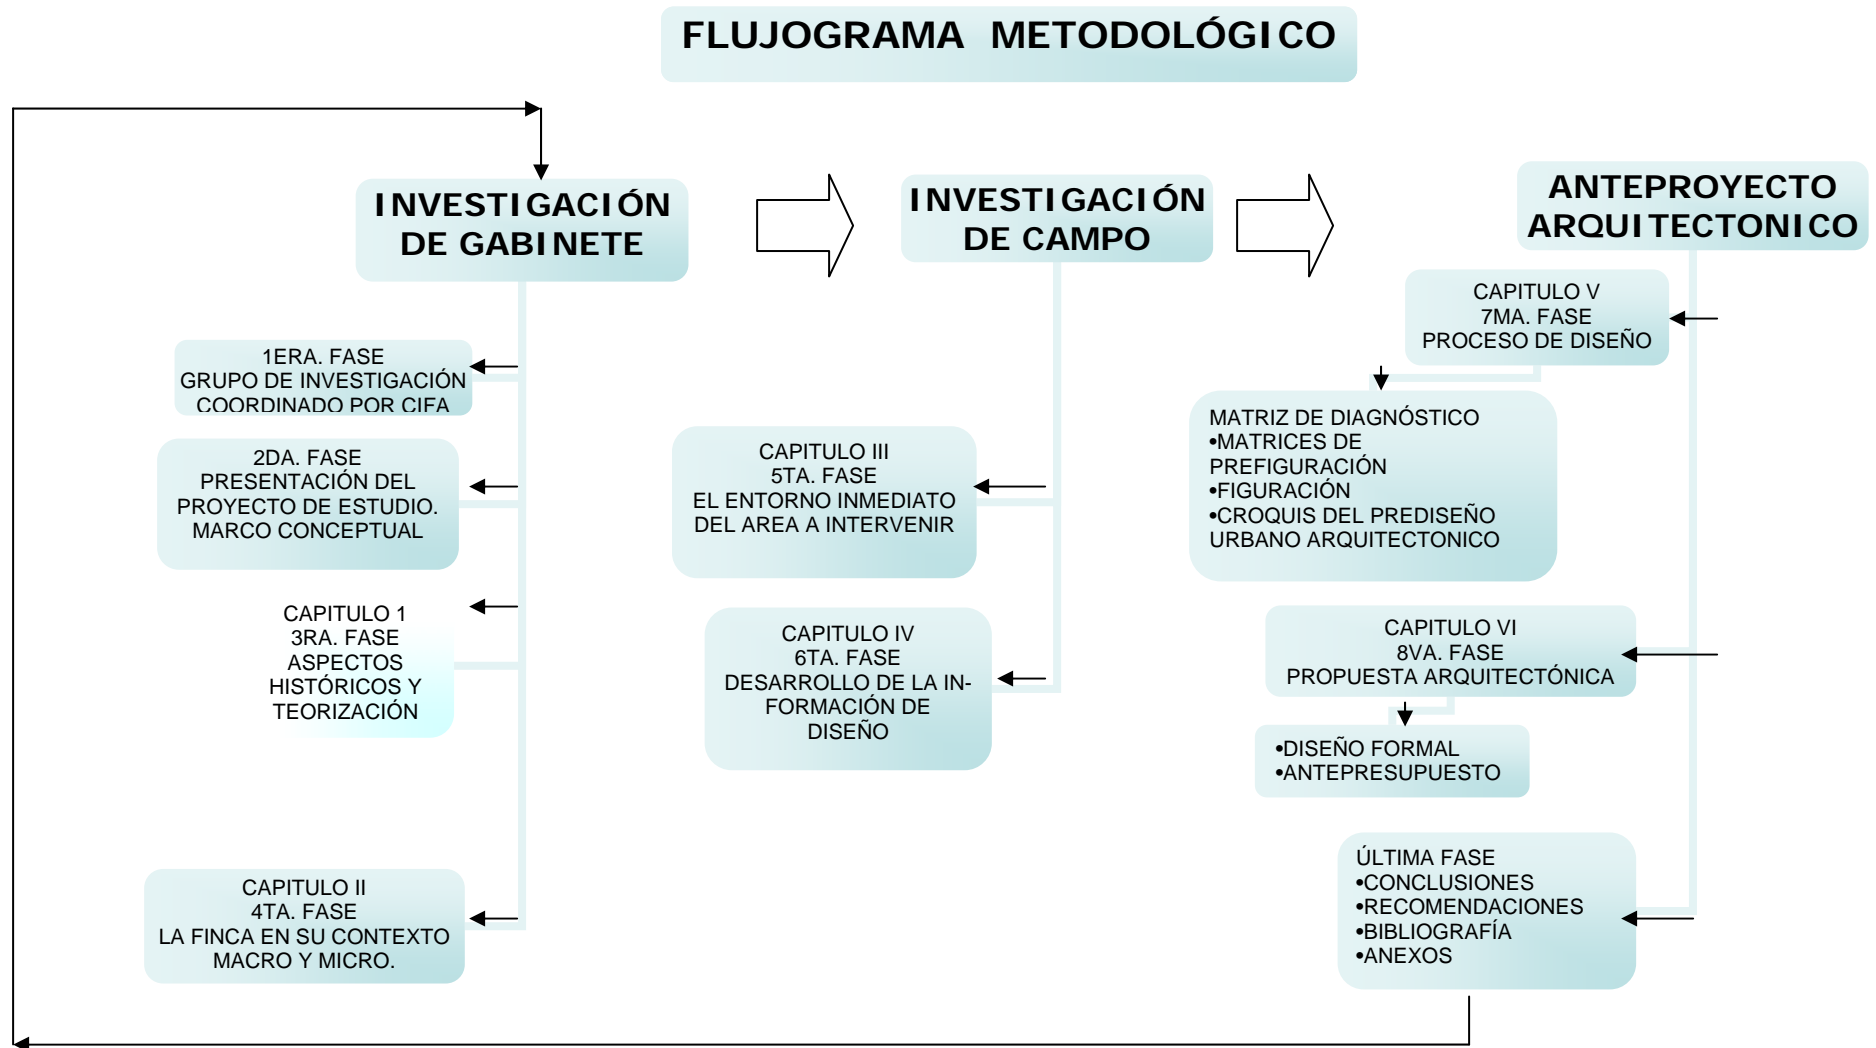 FLUJOGRAMA METODOLÓGICO
INVESTIGACIÓN
DE GABINETE
1ERA. FASE
GRUPO DE INVESTIGACIÓN
COORDINADO POR CIFA
2DA. FASE
PRESENTACIÓN DEL
PROYECTO DE ESTUDIO.
MARCO CONCEPTUAL
CAPITULO 1
3RA. FASE
ASPECTOS
HISTÓRICOS Y
TEORIZACIÓN
CAPITULO II
4TA. FASE
LA FINCA EN SU CONTEXTO
MACRO Y MICRO.
INVESTIGACIÓN
DE CAMPO
CAPITULO III
5TA. FASE
EL ENTORNO INMEDIATO
DEL AREA A INTERVENIR
CAPITULO IV
6TA. FASE
DESARROLLO DE LA IN-
FORMACIÓN DE
DISEÑO
ANTEPROYECTO
ARQUITECTONICO
CAPITULO V
7MA. FASE
PROCESO DE DISEÑO
MATRIZ DE DIAGNÓSTICO
•MATRICES DE
PREFIGURACIÓN
•FIGURACIÓN
•CROQUIS DEL PREDISEÑO
URBANO ARQUITECTONICO
CAPITULO VI
8VA. FASE
PROPUESTA ARQUITECTÓNICA
•DISEÑO FORMAL
•ANTEPRESUPUESTO
ÚLTIMA FASE
•CONCLUSIONES
•RECOMENDACIONES
•BIBLIOGRAFÍA
•ANEXOS